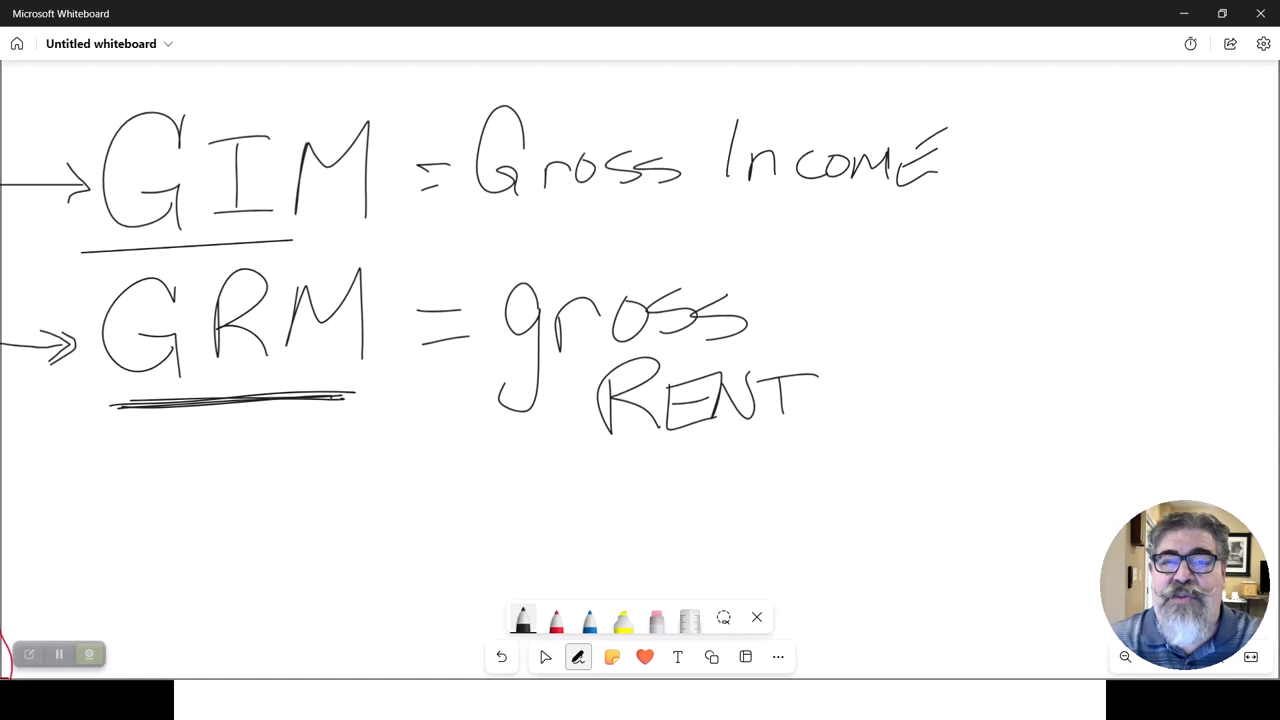 Microsoft Whiteboard
Untitled whiteboard
GIM = Gross IncomE
GRM = gross
RENT
T